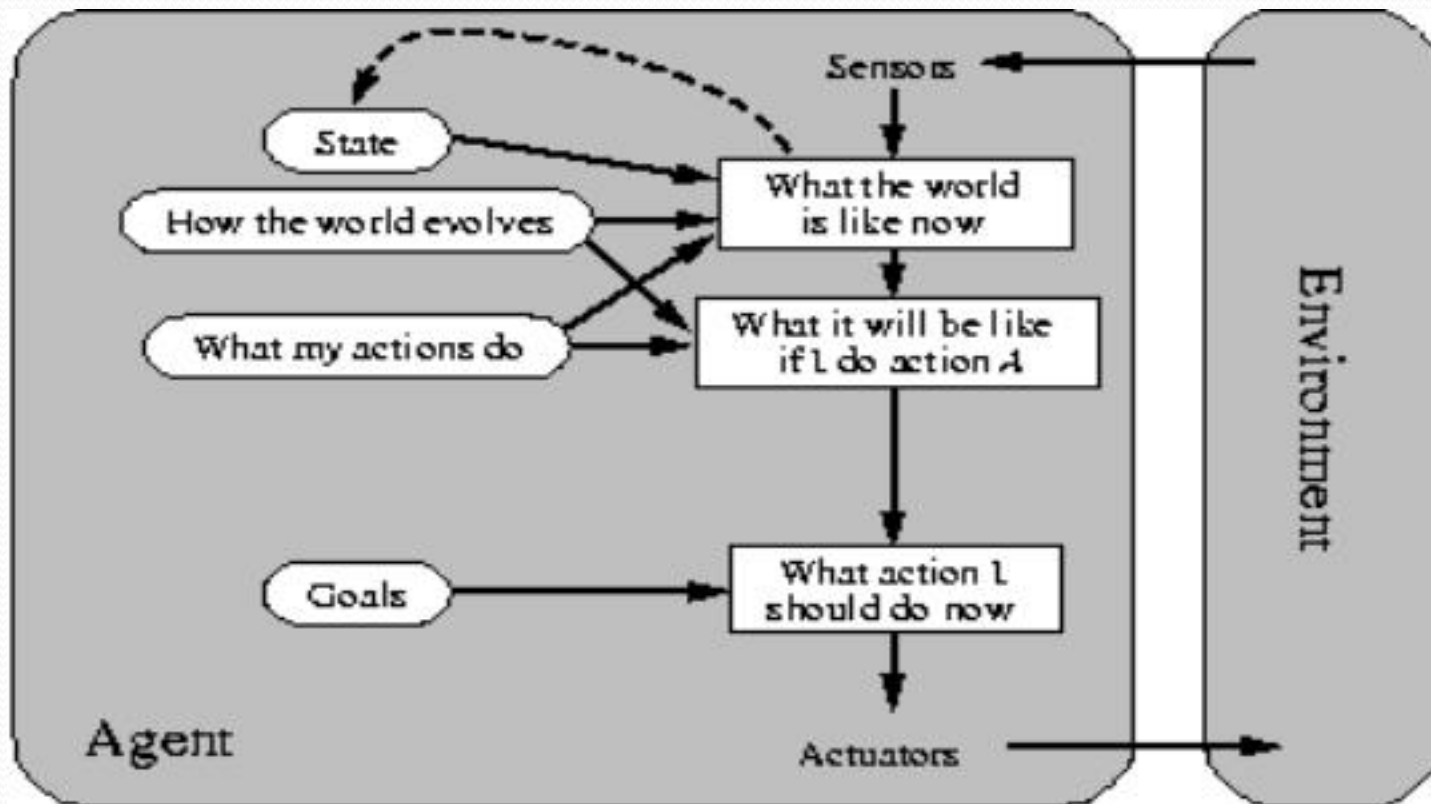 Sensors
State
What the world
is like now
How the world evolves
What it will be like
if I do action A
What my actions do
Environment
What action I
should do now
Goals
Agent
Actuators